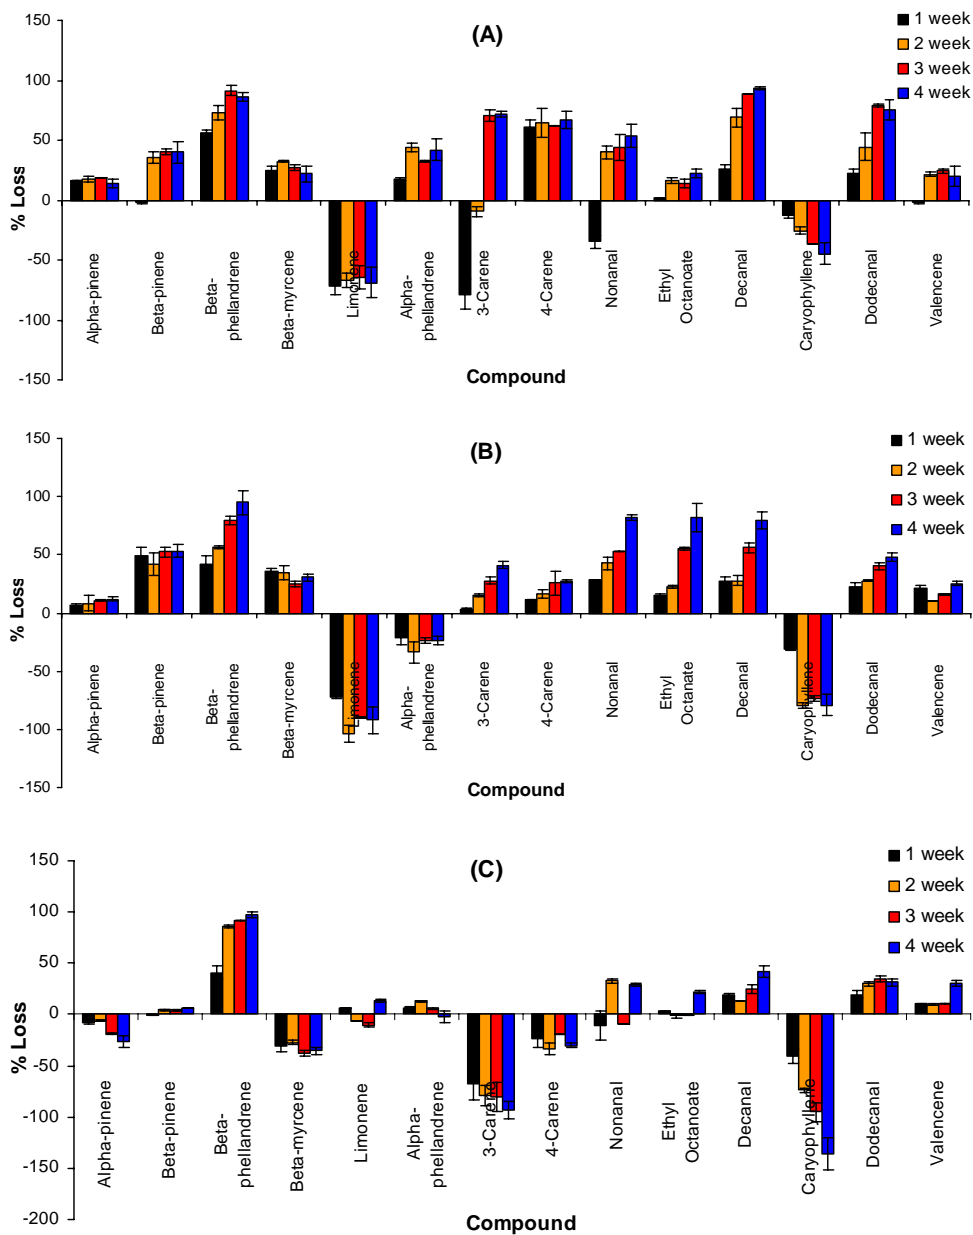 150
(A)
1 week
2 week
3 week
4 week
100
50
0
-50
-100
-150
% Loss
Alpha-pinene
Beta-pinene
Beta-
phellandrene
Beta-myrcene
Limonene
Alpha-
phellandrene
3-Carene
4-Carene
Nonanal
Ethyl
Octanoate
Decanal
Caryophyllene
Dodecanal
Valencene
Compound
150
(B)
1 week
2 week
3 week
4 week
100
50
0
-50
-100
-150
% Loss
Alpha-pinene
Beta-pinene
Beta-
phellandrene
Beta-myrcene
Limonene
Alpha-
phellandrene
3-Carene
4-Carene
Nonanal
Ethyl
Octanate
Decanal
Caryophyllene
Dodecanal
Valencene
Compound
150
(C)
1 week
2 week
3 week
4 week
100
50
0
-50
-100
-150
-200
% Loss
Alpha-pinene
Beta-pinene
Beta-
phellandrene
Beta-myrcene
Limonene
Alpha-
phellandrene
3-Carene
4-Carene
Nonanal
Ethyl
Octanoate
Decanal
Caryophyllene
Dodecanal
Valencene
Compound